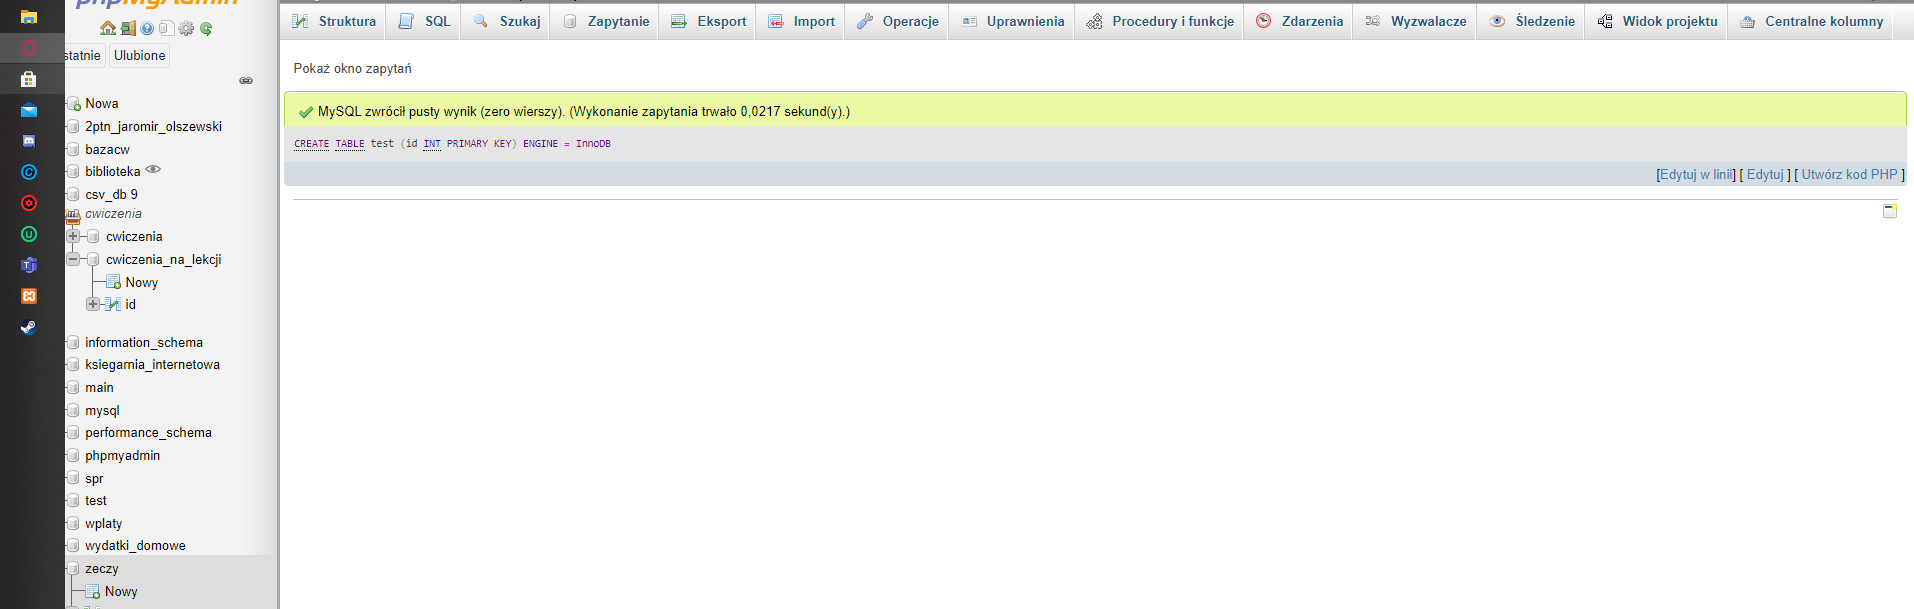 phpMyAdmin
statnie Ulubione
Nowa
2ptn_jaromir_olszewski
bazacw
biblioteka
csv_db 9
cwiczenia
cwiczenia
cwiczenia_na_lekcji
Nowy
id
information_schema
ksiegarnia_internetowa
main
mysql
performance_schema
phpmyadmin
spr
test
wplaty
wydatki_domowe
zeczy
Nowy
Struktura SQL Szukaj Zapytanie Eksport Import Operacje Uprawnienia Procedury i funkcje Zdarzenia Wyzwalacze Śledzenie Widok projektu Centralne kolumny
Pokaż okno zapytań
MySQL zwrócił pusty wynik (zero wierszy). (Wykonanie zapytania trwało 0,0217 sekund(y).)
CREATE TABLE test (id INT PRIMARY KEY) ENGINE = InnoDB
[Edytuj w linii] [ Edytuj ] [ Utwórz kod PHP ]